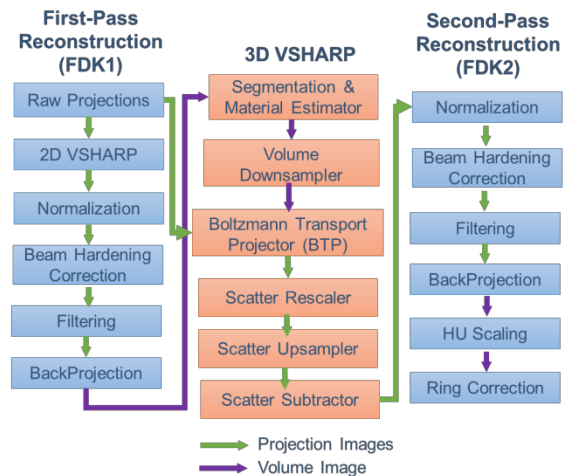 First-Pass
Reconstruction
(FDK1)
Raw Projections
2D VSHARP
Normalization
Beam Hardening
Correction
Filtering
BackProjection
3D VSHARP
Segmentation &
Material Estimator
Volume
Downsampler
Boltzmann Transport
Projector (BTP)
Scatter Rescaler
Scatter Upsampler
Scatter Subtractor
Second-Pass
Reconstruction
(FDK2)
Normalization
Beam Hardening
Correction
Filtering
BackProjection
HU Scaling
Ring Correction
Projection Images
Volume Image